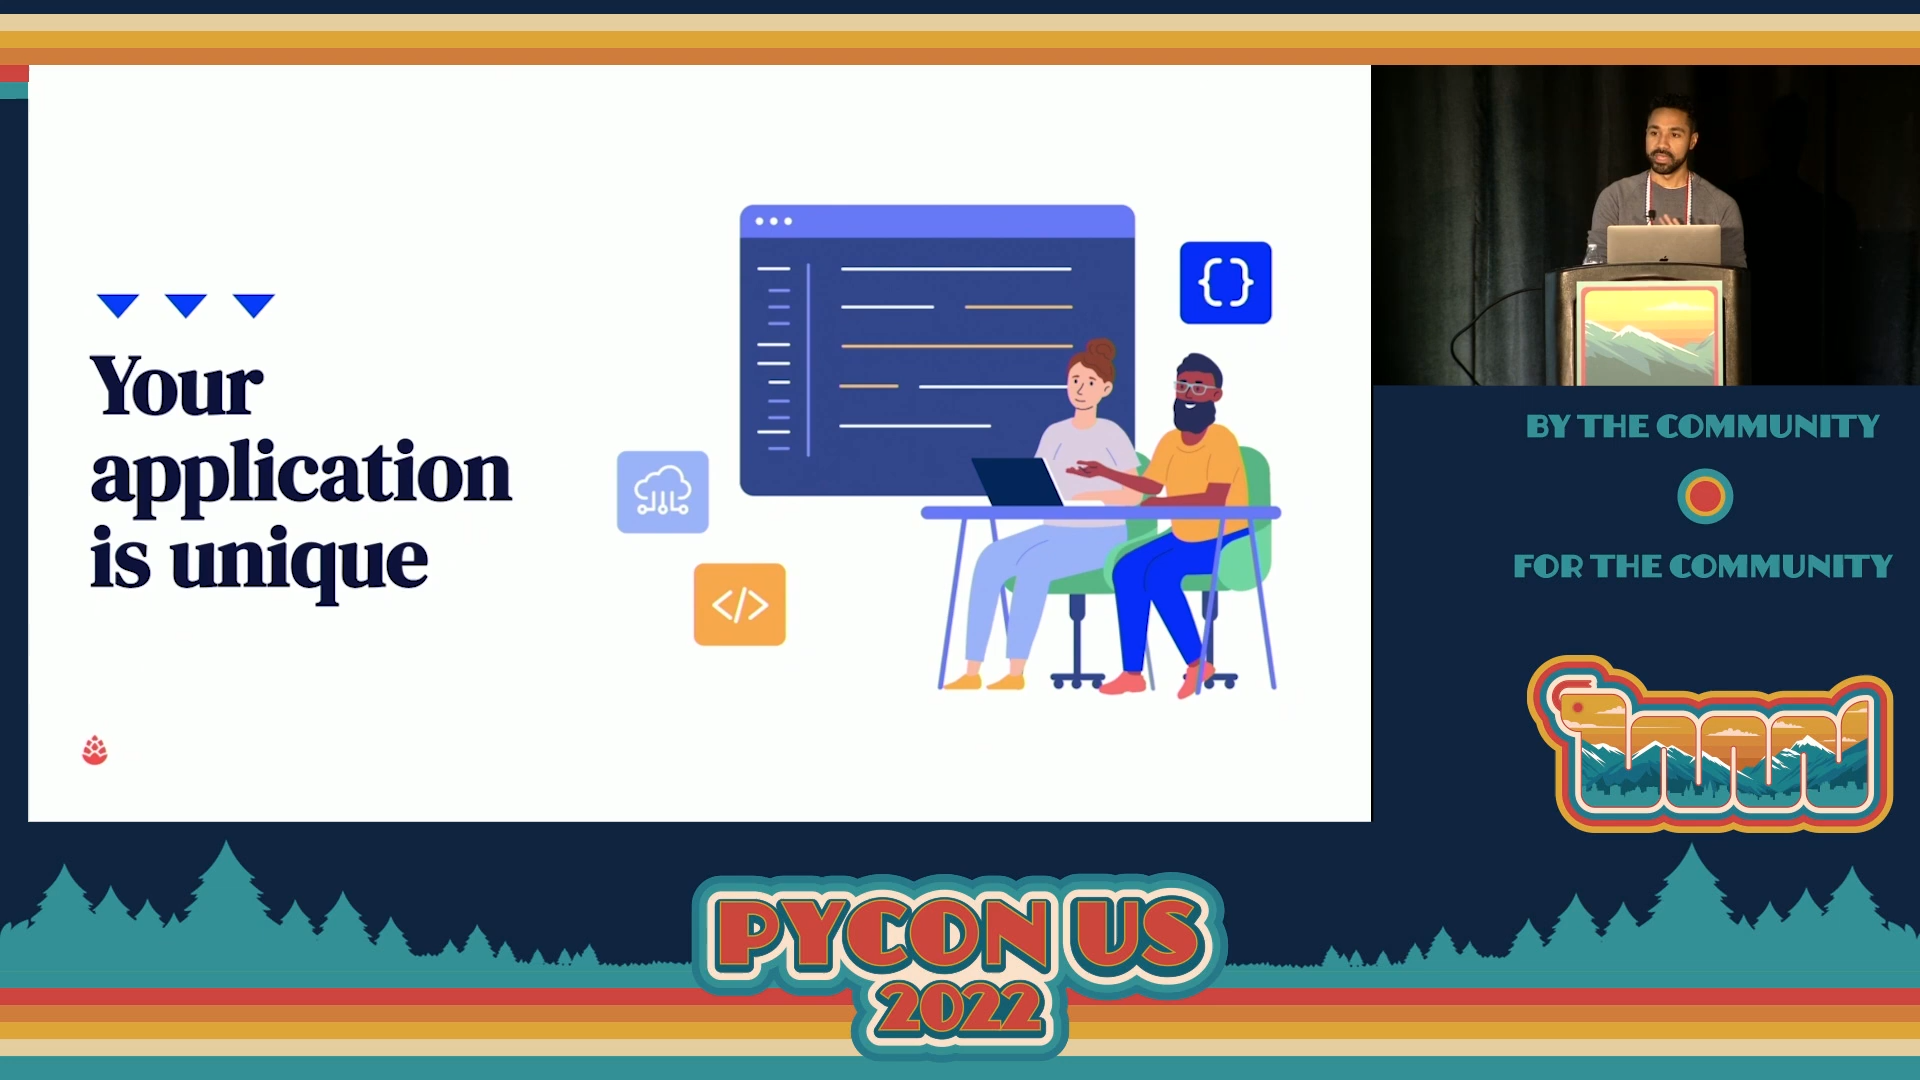 Your
application
is unique
{}
</>
BY THE COMMUNITY
FOR THE COMMUNITY
PYCON US
2022